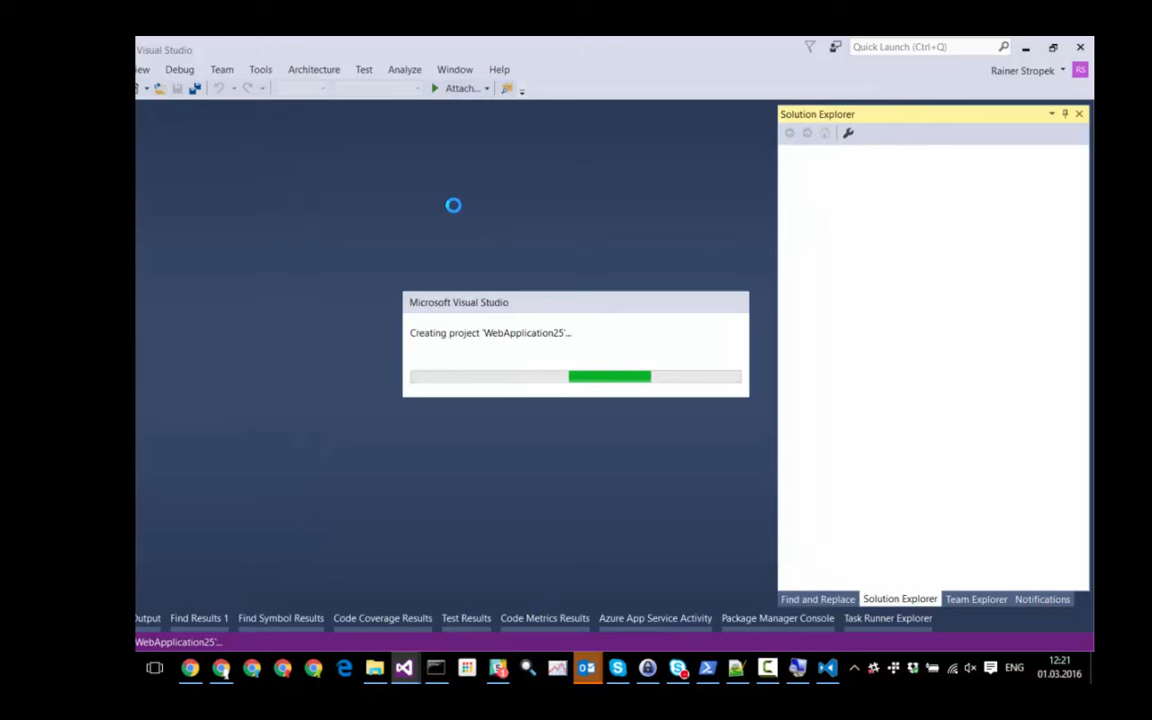 Visual Studio
Quick Launch (Ctrl+Q)
ew Debug Team Tools Architecture Test Analyze Window Help
Rainer Stropek RS
Attach...
Solution Explorer
Microsoft Visual Studio
Creating project 'WebApplication25'...
Find and Replace Solution Explorer Team Explorer Notifications
Output Find Results 1 Find Symbol Results Code Coverage Results Test Results Code Metrics Results Azure App Service Activity Package Manager Console Task Runner Explorer
WebApplication25'...
ENG
12:21
01.03.2016